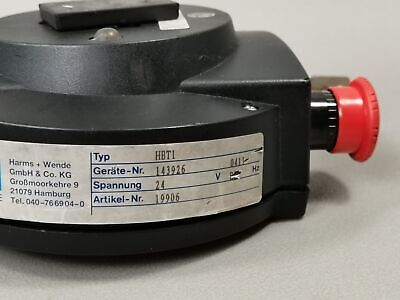 Harms + Wende
GmbH & Co. KG
Großmoorkehre 9
21079 Hamburg
Tel. 040-766904-0
Typ HBT1
Geräte-Nr. 143926 0411
Spannung 24 V Hz
Artikel-Nr. 19906